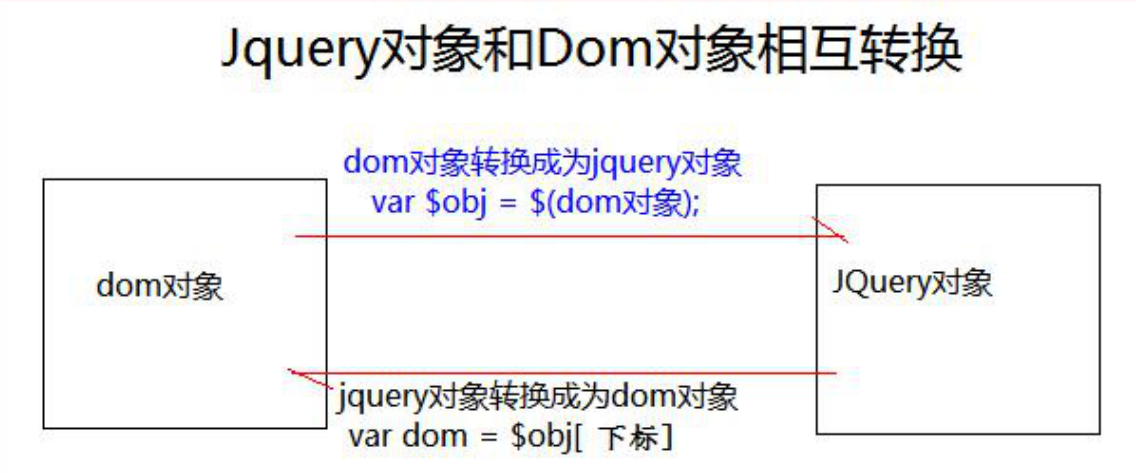 Jquery对象和Dom对象相互转换
dom对象转换成为jquery对象
var $obj = $(dom对象);
dom对象
JQuery对象
jquery对象转换成为dom对象
var dom = $obj[ 下标]